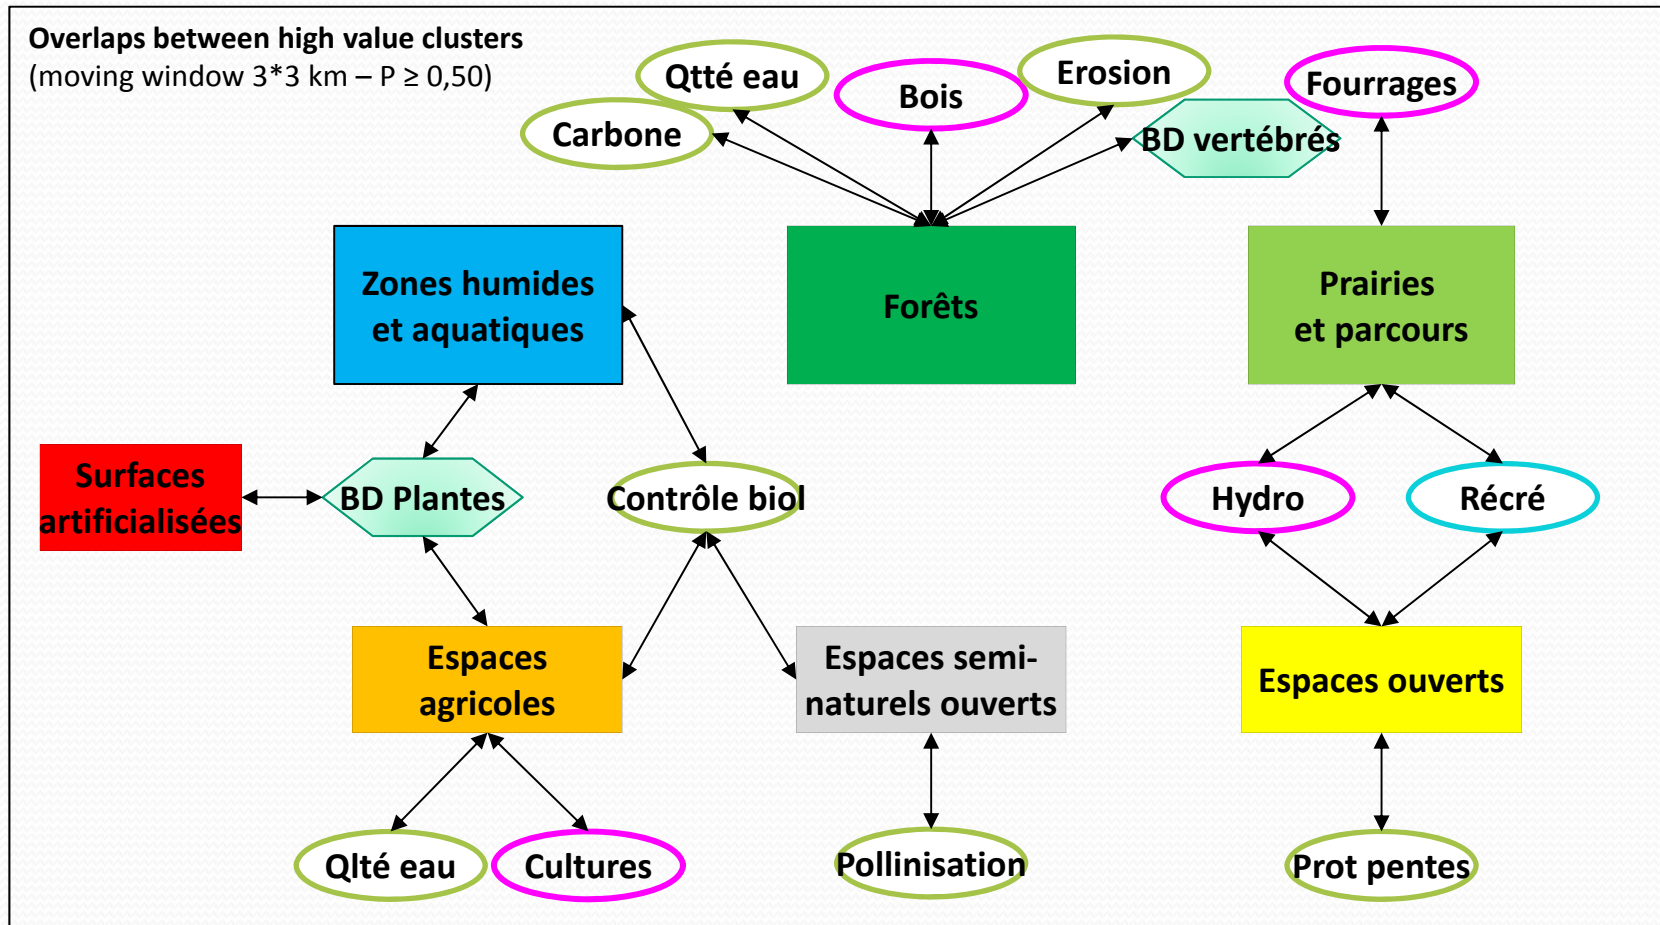 Overlaps between high value clusters
(moving window 3*3 km – P ≥ 0,50)
Qtté eau
Bois
Erosion
Fourrages
Carbone
BD vertébrés
Zones humides
et aquatiques
Forêts
Prairies
et parcours
Surfaces
artificialisées
BD Plantes
Contrôle biol
Hydro
Récré
Espaces
agricoles
Espaces semi-
naturels ouverts
Espaces ouverts
Qlté eau
Cultures
Pollinisation
Prot pentes